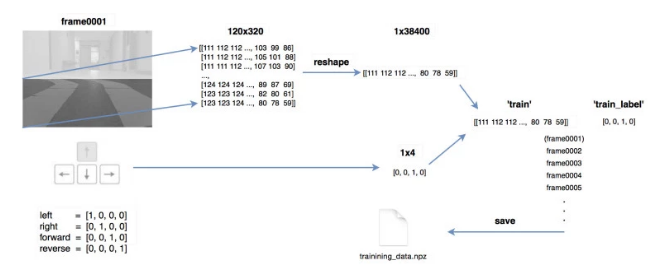 frame0001
120x320
1x38400
[[111 112 112 ..., 103 99 86]
[111 112 112 ..., 105 101 88]
[111 111 112 ..., 107 103 90]
...,
[124 124 124 ..., 89 87 69]
[123 123 124 ..., 82 80 61]
[123 123 124 ..., 80 78 59]]
reshape
[[111 112 112 ..., 80 78 59]]
'train'
'train_label'
[[111 112 112 ..., 80 78 59]]
[0, 0, 1, 0]
(frame0001)
frame0002
frame0003
frame0004
frame0005
.
.
.
1x4
[0, 0, 1, 0]
left = [1, 0, 0, 0]
right = [0, 1, 0, 0]
forward = [0, 0, 1, 0]
reverse = [0, 0, 0, 1]
save
trainining_data.npz